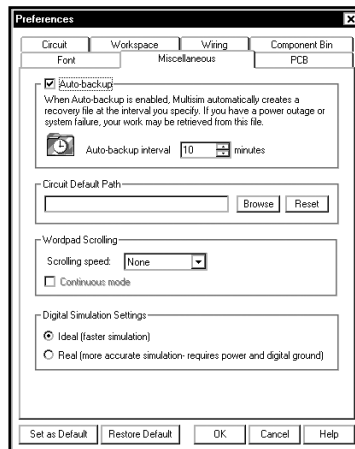 Preferences
Circuit Workspace Wiring Component Bin
Font Miscellaneous PCB
Auto-backup
When Auto-backup is enabled, Multisim automatically creates a
recovery file at the interval you specify. If you have a power outage or
system failure, your work may be retrieved from this file.
Auto-backup interval 10 minutes
Circuit Default Path
Browse Reset
Wordpad Scrolling
Scrolling speed: None
Continuous mode
Digital Simulation Settings
Ideal (faster simulation)
Real (more accurate simulation- requires power and digital ground)
Set as Default Restore Default OK Cancel Help